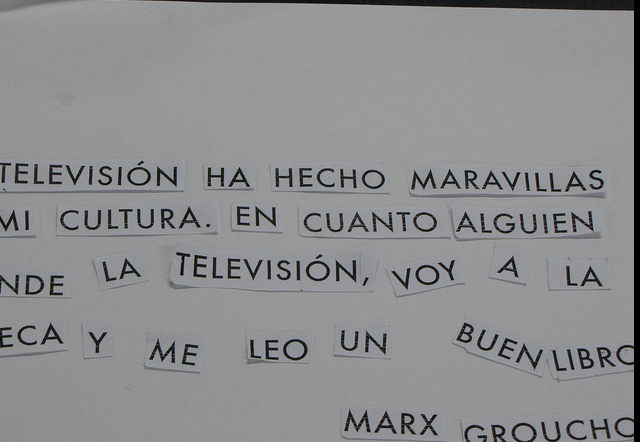 TELEVISIÓN HA HECHO MARAVILLAS
MI CULTURA. EN CUANTO ALGUIEN
NDE LA TELEVISIÓN, VOY A LA
ECA Y ME LEO UN BUEN LIBRO
MARX GROUCHO